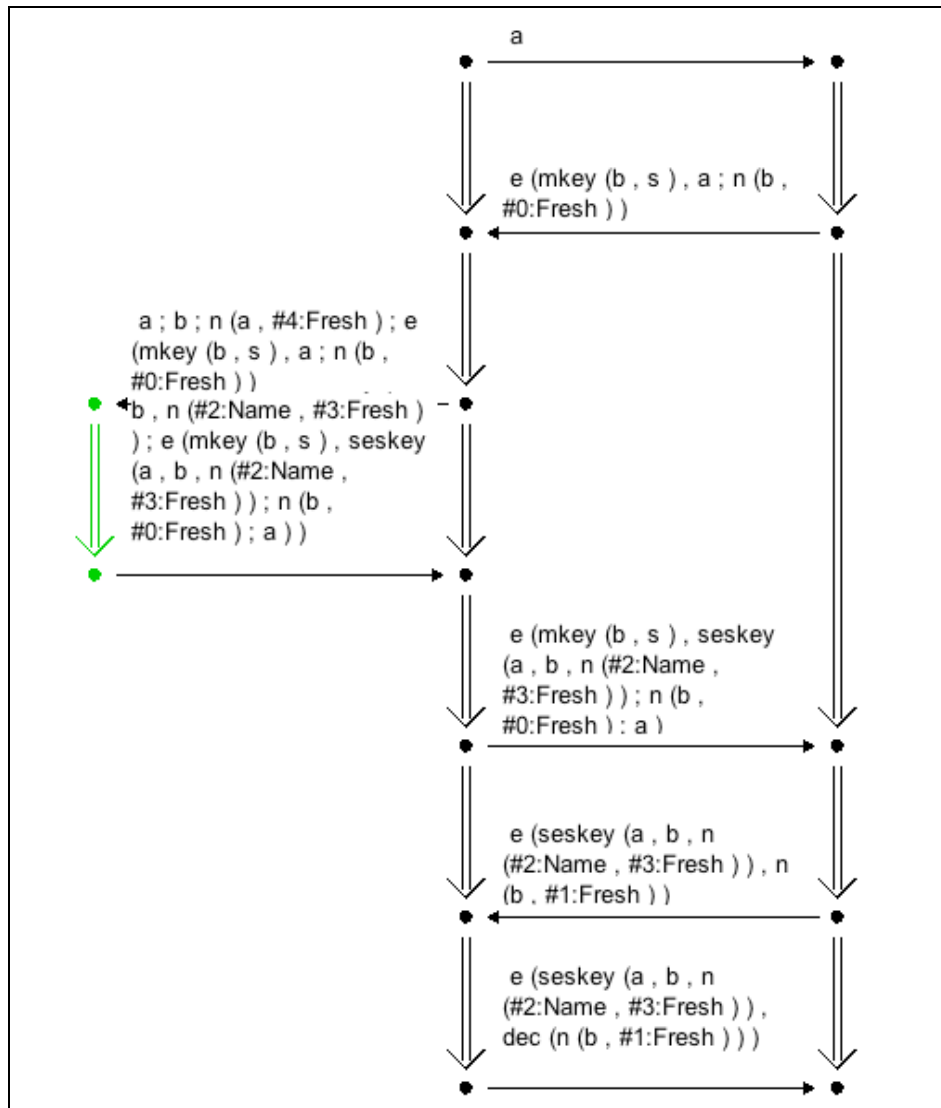 a
e (mkey (b , s ) , a ; n (b ,
#0:Fresh ) )
a ; b ; n (a , #4:Fresh ) ; e
(mkey (b , s ) , a ; n (b ,
#0:Fresh ) )
b , n (#2:Name , #3:Fresh )
) ; e (mkey (b , s ) , seskey
(a , b , n (#2:Name ,
#3:Fresh ) ) ; n (b ,
#0:Fresh ) ; a ) )
e (mkey (b , s ) , seskey
(a , b , n (#2:Name ,
#3:Fresh ) ) ; n (b ,
#0:Fresh ) ; a )
e (seskey (a , b , n
(#2:Name , #3:Fresh ) ) , n
(b , #1:Fresh ) )
e (seskey (a , b , n
(#2:Name , #3:Fresh ) ) ,
dec (n (b , #1:Fresh ) ) )